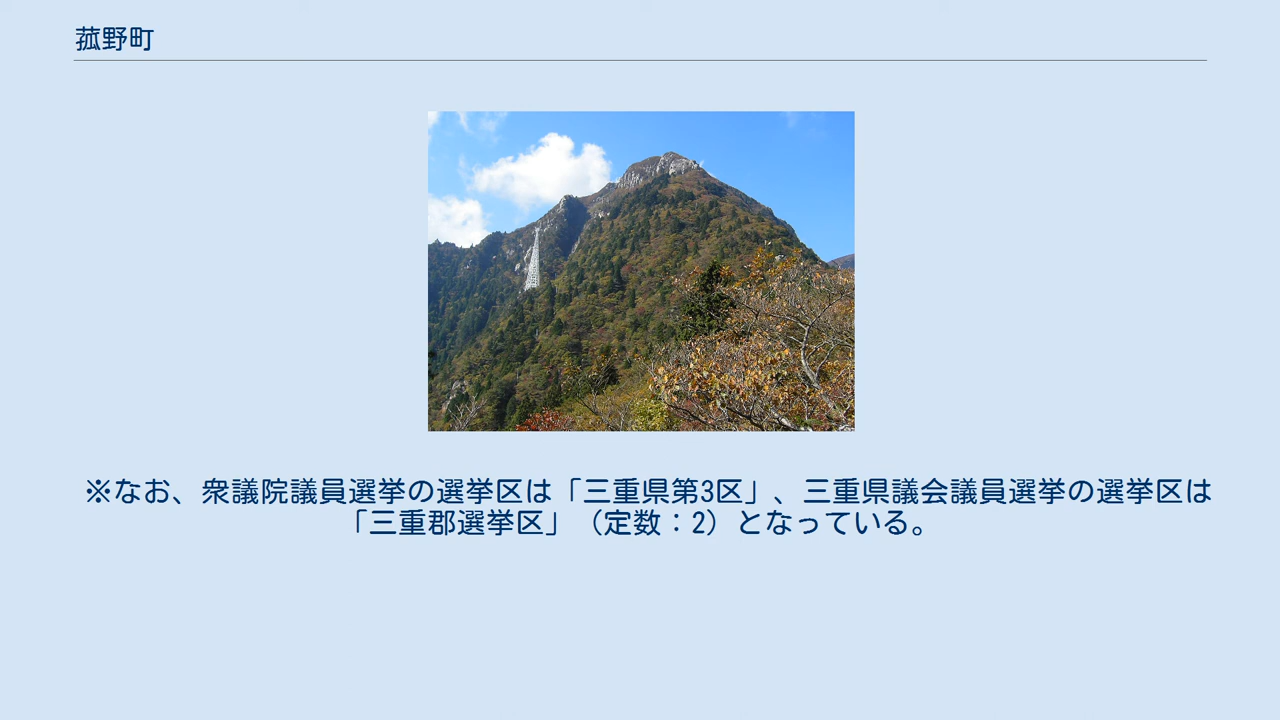 菰野町
※なお、衆議院議員選挙の選挙区は「三重県第3区」、三重県議会議員選挙の選挙区は
「三重郡選挙区」（定数：2）となっている。